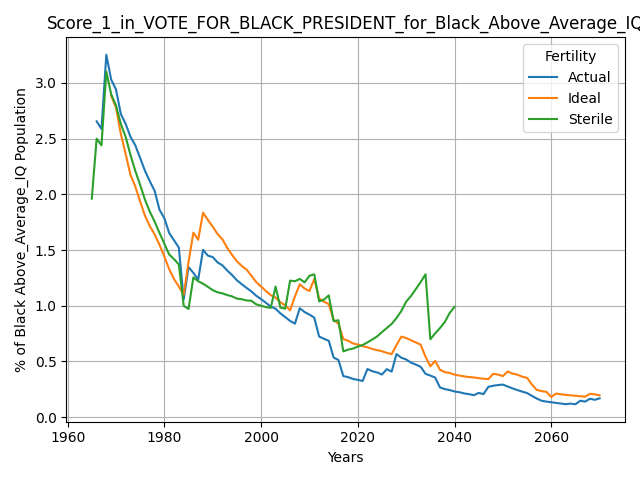 Score_1_in_VOTE_FOR_BLACK_PRESIDENT_for_Black_Above_Average_IQ
Fertility
Actual
Ideal
Sterile
% of Black Above_Average_IQ Population
3.0
2.5
2.0
1.5
1.0
0.5
0.0
1960 1980 2000 2020 2040 2060
Years